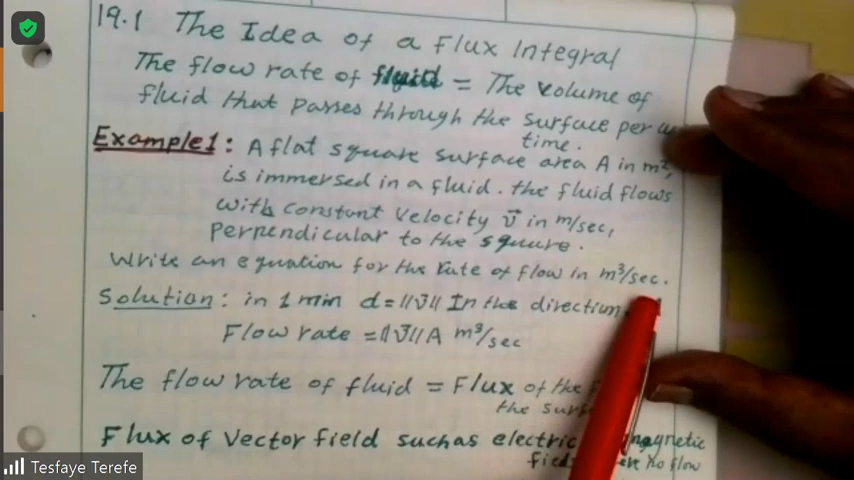 19.1 The Idea of a Flux Integral
The flow rate of fluid = The volume of
fluid that passes through the surface per
time.
Example 1: A flat square surface area A in m²,
is immersed in a fluid. the fluid flows
with constant velocity v⃗ in m/sec,
perpendicular to the square.
Write an equation for the rate of flow in m³/sec.
Solution: in 1 min d = ||v⃗|| In the direction
Flow rate = ||v⃗|| A m³/sec
The flow rate of fluid = Flux of the
the
Flux of Vector field such as electric
no flow
Tesfaye Terefe